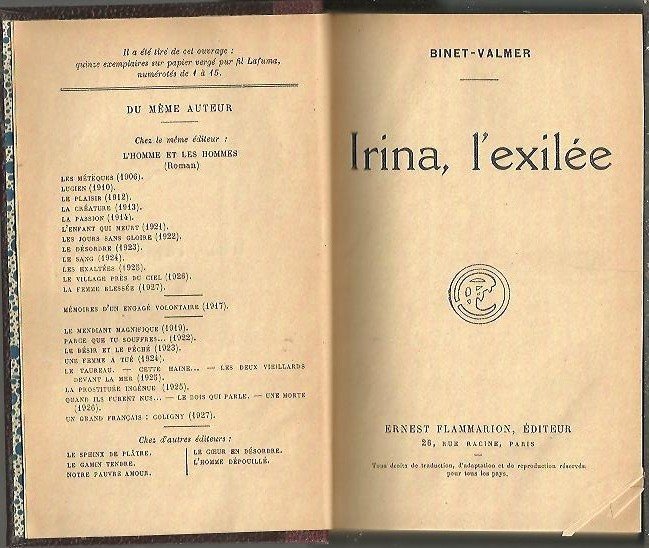 Il a été tiré de cet ouvrage :
quinze exemplaires sur papier vergé pur fil Lafuma,
numérotés de 1 à 15.
DU MÊME AUTEUR
Chez le même éditeur :
L'HOMME ET LES HOMMES
(Roman)
LES MÉTÈQUES (1906).
LUCIEN (1910).
LE PLAISIR (1912).
LA CRÉATURE (1913).
LA PASSION (1914).
L'ENFANT QUI MEURT (1921).
LES JOURS SANS GLOIRE (1922).
LE DÉSORDRE (1923).
LE SANG (1924).
LES EXALTÉES (1925).
LE VILLAGE PRÈS DU CIEL (1926).
LA FEMME BLESSÉE (1927).
MÉMOIRES D'UN ENGAGÉ VOLONTAIRE (1917).
LE MENDIANT MAGNIFIQUE (1919).
PARCE QUE TU SOUFFRES... (1922).
LE DÉSIR ET LE PÉCHÉ (1923).
UNE FEMME A TUÉ (1924).
LE TAUREAU. — CETTE HAINE... — LES DEUX VIEILLARDS
DEVANT LA MER (1925).
LA PROSTITUÉE INGÉNUE (1925).
QUAND ILS FURENT NUS... — LE BOIS QUI PARLE. — UNE MORTE
(1926).
UN GRAND FRANÇAIS : COLIGNY (1927).
Chez d'autres éditeurs :
LE SPHINX DE PLÂTRE.
LE GAMIN TENDRE.
NOTRE PAUVRE AMOUR.
LE CŒUR EN DÉSORDRE.
L'HOMME DÉPOUILLÉ.
BINET-VALMER
Irina, l'exilée
ERNEST FLAMMARION, ÉDITEUR
26, RUE RACINE, PARIS
Tous droits de traduction, d'adaptation et de reproduction réservés
pour tous les pays.